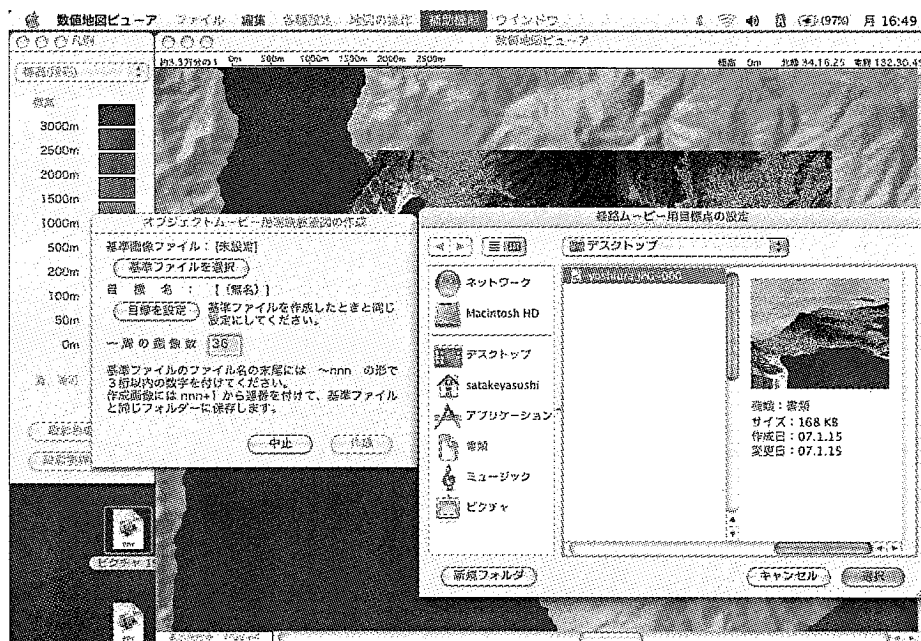 数値地図ビューア ファイル 編集 各種設定 地図の操作 補助機能 ウインドウ (97%) 月 16:49
数値地図ビューア
約3.3万分の1 0m 500m 1000m 1500m 2000m 2500m 標高 0m 北緯 34.16.25 東経 132.30.45
標高(段彩)
標高
3000m
2500m
2000m
1500m
1000m
500m
200m
100m
50m
0m
オブジェクトムービー用
の作成
基準画像ファイル：[未設定]
基準ファイルを選択
目標名：[(無名)]
目標を設定
基準ファイルを作成したときと同じ
設定にしてください。
一周の画像数 36
基準ファイルのファイル名の末尾には 〜nnn の形で
３桁以内の数字を付けてください。
作成画像には nnn+1 から連番を付けて、基準ファイル
と同じフォルダーに保存します。
中止
作成
経路ムービー用目標点の設定
デスクトップ
ネットワーク
Macintosh HD
デスクトップ
satakeyasushi
アプリケーション
書類
ミュージック
ピクチャ
種類：書類
サイズ：168 KB
作成日：07.1.15
変更日：07.1.15
新規フォルダ
キャンセル
選択
ピクチャ 1